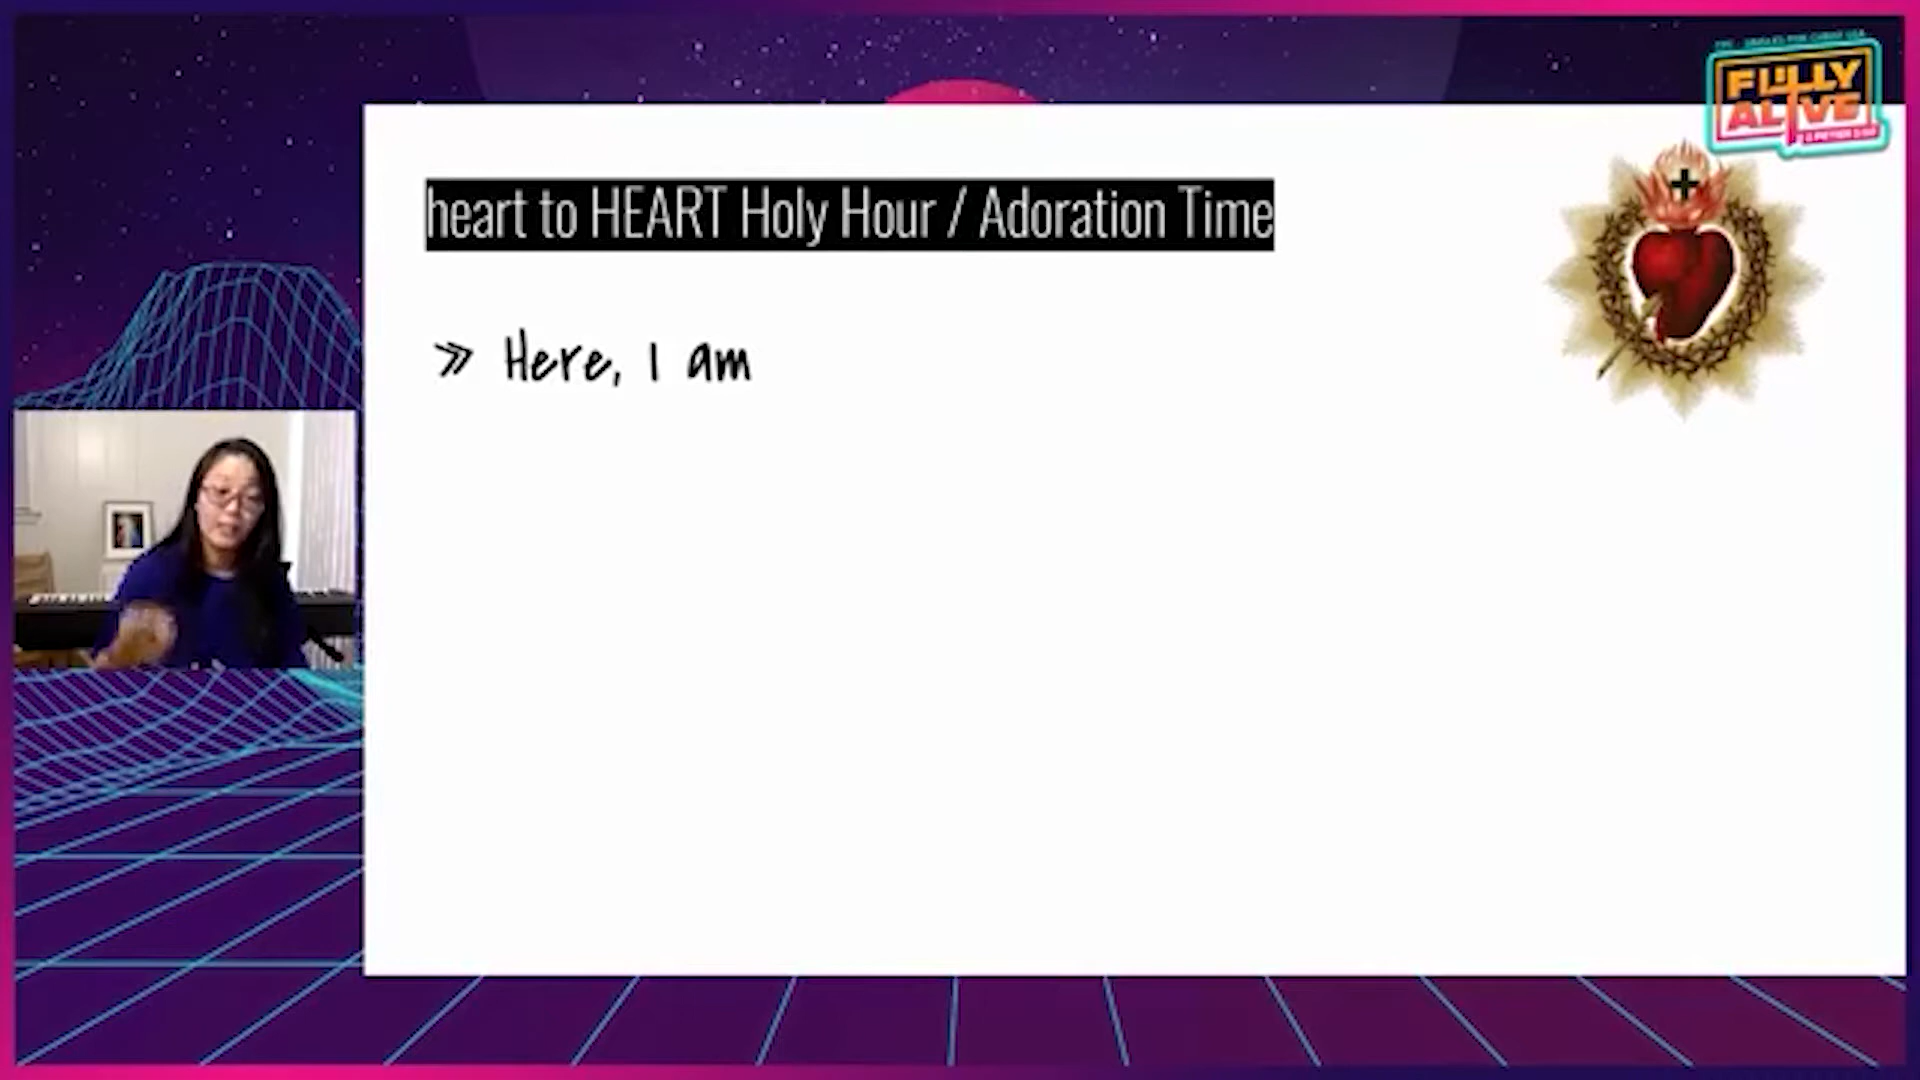 FULLY
ALIVE
heart to HEART Holy Hour / Adoration Time
» Here, I am